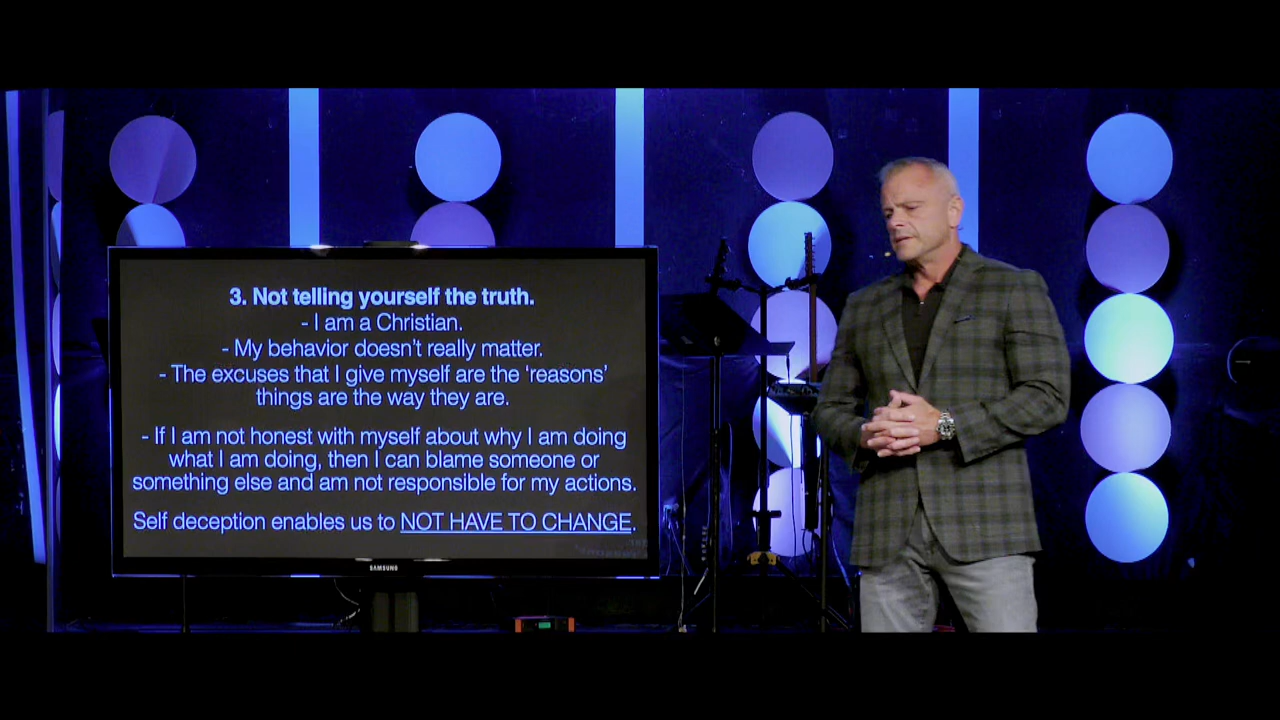 3. Not telling yourself the truth.
- I am a Christian.
- My behavior doesn't really matter.
- The excuses that I give myself are the ‘reasons’
things are the way they are.
- If I am not honest with myself about why I am doing
what I am doing, then I can blame someone or
something else and am not responsible for my actions.
Self deception enables us to NOT HAVE TO CHANGE.
SAMSUNG